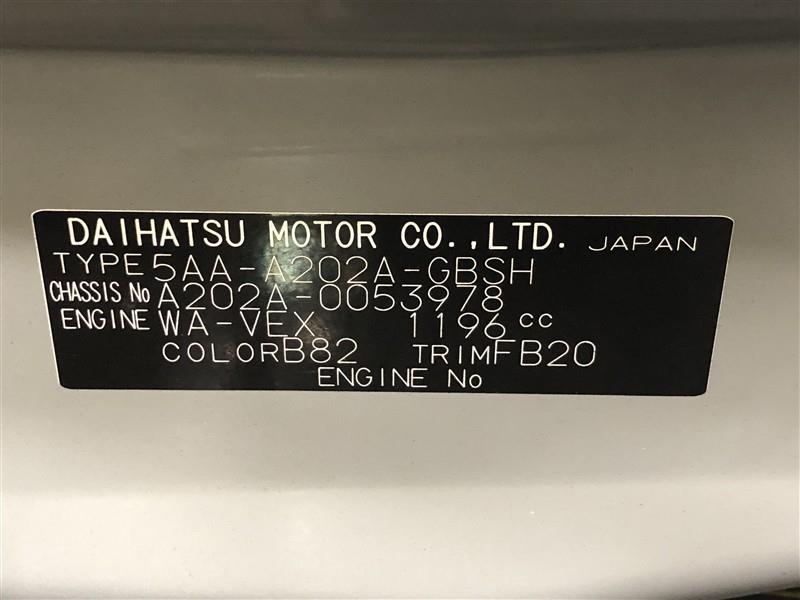 DAIHATSU MOTOR CO.,LTD. JAPAN
TYPE 5AA-A202A-GBSH
CHASSIS No A202A-0053978
ENGINE WA-VEX 1196 cc
COLOR B82 TRIM FB20
ENGINE No